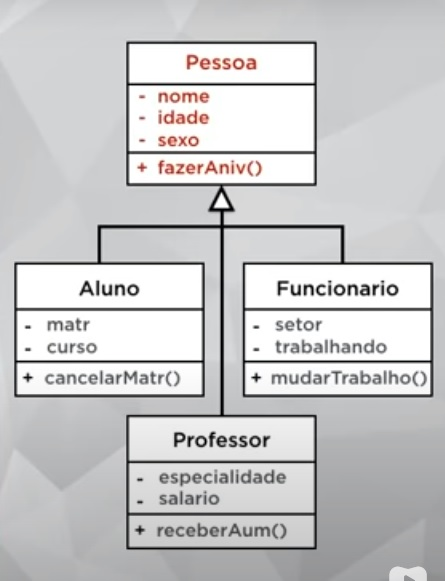 Pessoa
- nome
- idade
- sexo
+ fazerAniv()
Aluno
- matr
- curso
+ cancelarMatr()
Funcionario
- setor
- trabalhando
+ mudarTrabalho()
Professor
- especialidade
- salario
+ receberAum()